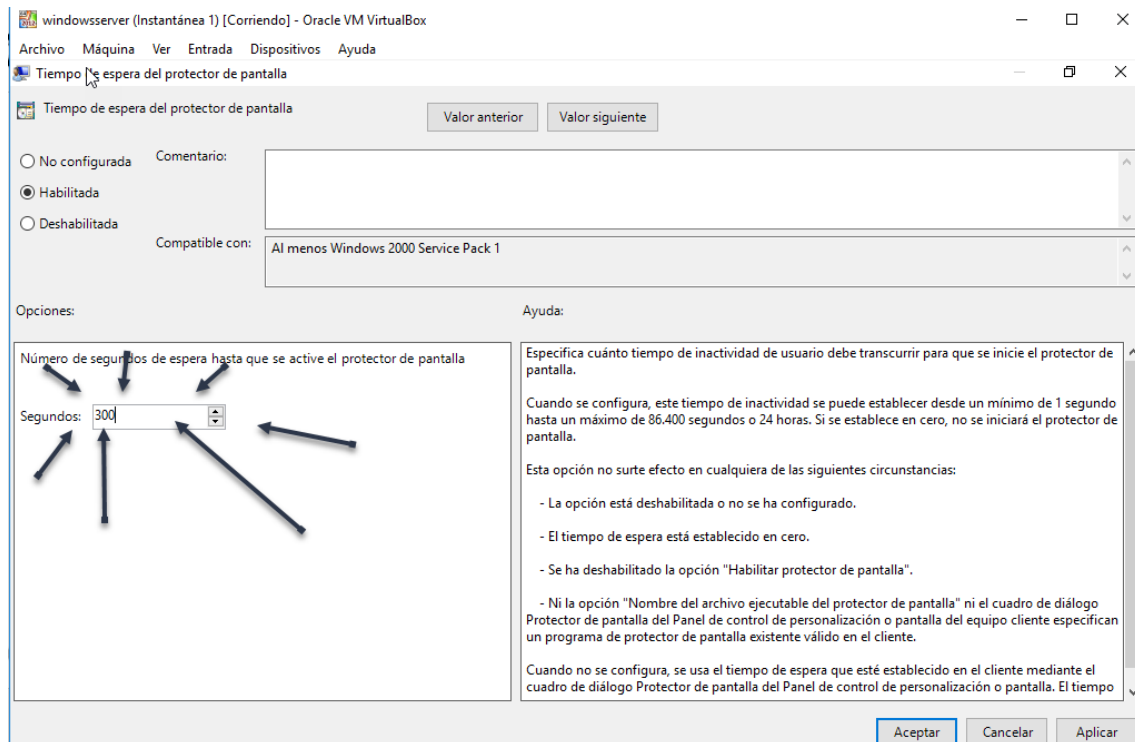 windowsserver (Instantánea 1) [Corriendo] - Oracle VM VirtualBox
Archivo Máquina Ver Entrada Dispositivos Ayuda
Tiempo de espera del protector de pantalla
Tiempo de espera del protector de pantalla
Valor anterior
Valor siguiente
No configurada
Habilitada
Deshabilitada
Comentario:
Compatible con:
Al menos Windows 2000 Service Pack 1
Opciones:
Ayuda:
Número de segundos de espera hasta que se active el protector de pantalla
Segundos: 300
Especifica cuánto tiempo de inactividad de usuario debe transcurrir para que se inicie el protector de
pantalla.
Cuando se configura, este tiempo de inactividad se puede establecer desde un mínimo de 1 segundo
hasta un máximo de 86.400 segundos o 24 horas. Si se establece en cero, no se iniciará el protector de
pantalla.
Esta opción no surte efecto en cualquiera de las siguientes circunstancias:
- La opción está deshabilitada o no se ha configurado.
- El tiempo de espera está establecido en cero.
- Se ha deshabilitado la opción "Habilitar protector de pantalla".
- Ni la opción "Nombre del archivo ejecutable del protector de pantalla" ni el cuadro de diálogo
Protector de pantalla del Panel de control de personalización o pantalla del equipo cliente especifican
un programa de protector de pantalla existente válido en el cliente.
Cuando no se configura, se usa el tiempo de espera que esté establecido en el cliente mediante el
cuadro de diálogo Protector de pantalla del Panel de control de personalización o pantalla. El tiempo
Aceptar
Cancelar
Aplicar